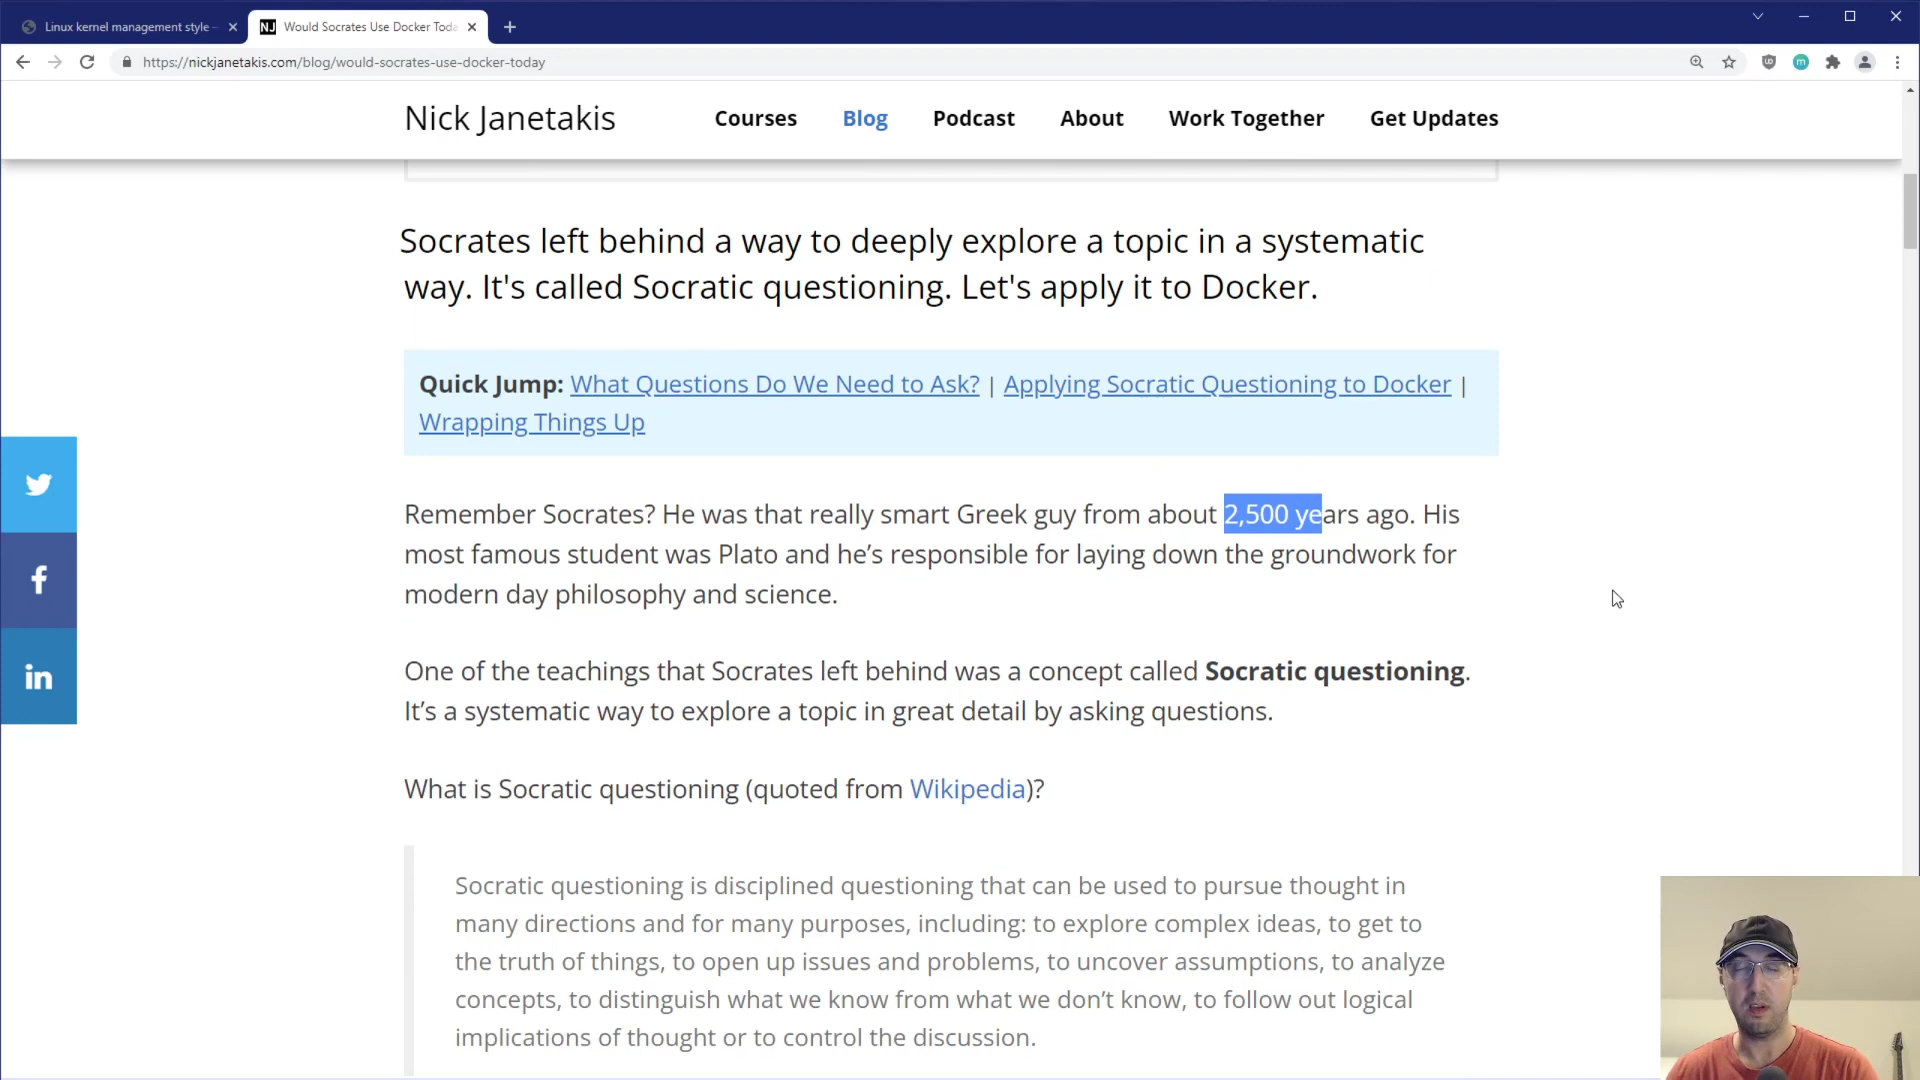 Linux kernel management style –
NJ Would Socrates Use Docker Toda
https://nickjanetakis.com/blog/would-socrates-use-docker-today
Nick Janetakis
Courses Blog Podcast About Work Together Get Updates
Socrates left behind a way to deeply explore a topic in a systematic
way. It's called Socratic questioning. Let's apply it to Docker.
Quick Jump: What Questions Do We Need to Ask? | Applying Socratic Questioning to Docker |
Wrapping Things Up
Remember Socrates? He was that really smart Greek guy from about 2,500 years ago. His
most famous student was Plato and he’s responsible for laying down the groundwork for
modern day philosophy and science.
One of the teachings that Socrates left behind was a concept called Socratic questioning.
It’s a systematic way to explore a topic in great detail by asking questions.
What is Socratic questioning (quoted from Wikipedia)?
Socratic questioning is disciplined questioning that can be used to pursue thought in
many directions and for many purposes, including: to explore complex ideas, to get to
the truth of things, to open up issues and problems, to uncover assumptions, to analyze
concepts, to distinguish what we know from what we don’t know, to follow out logical
implications of thought or to control the discussion.